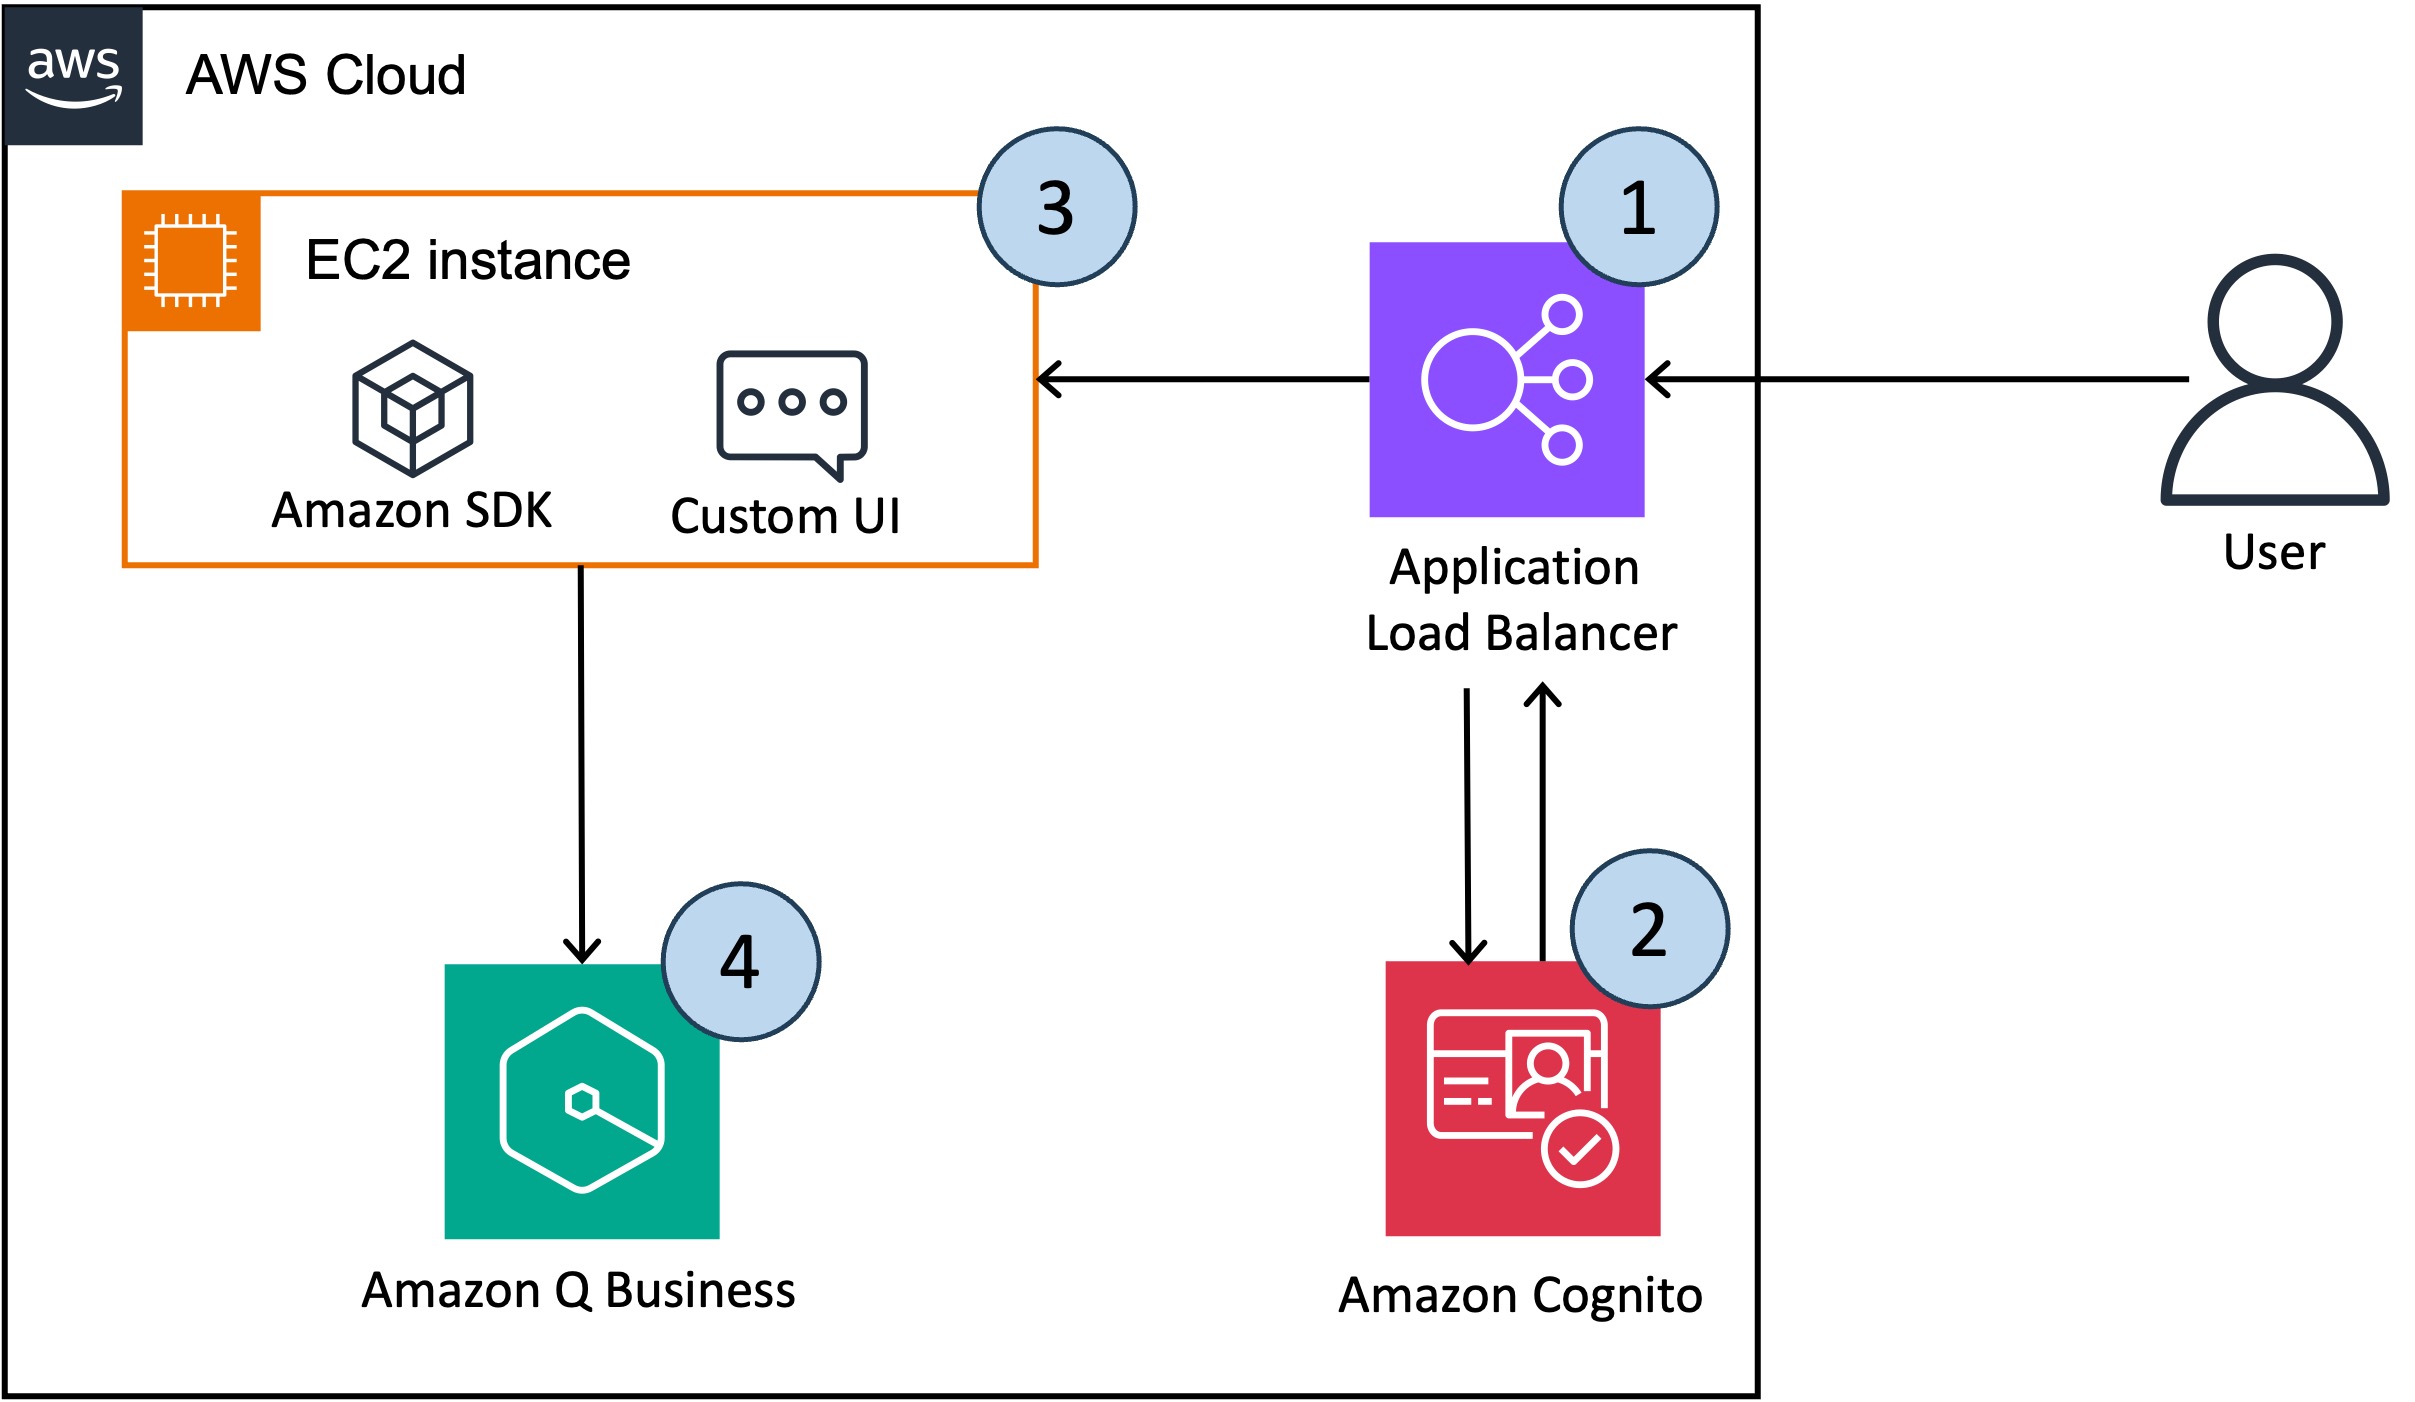 aws
AWS Cloud
3
1
EC2 instance
Amazon SDK
Custom UI
Application
Load Balancer
User
4
2
Amazon Q Business
Amazon Cognito